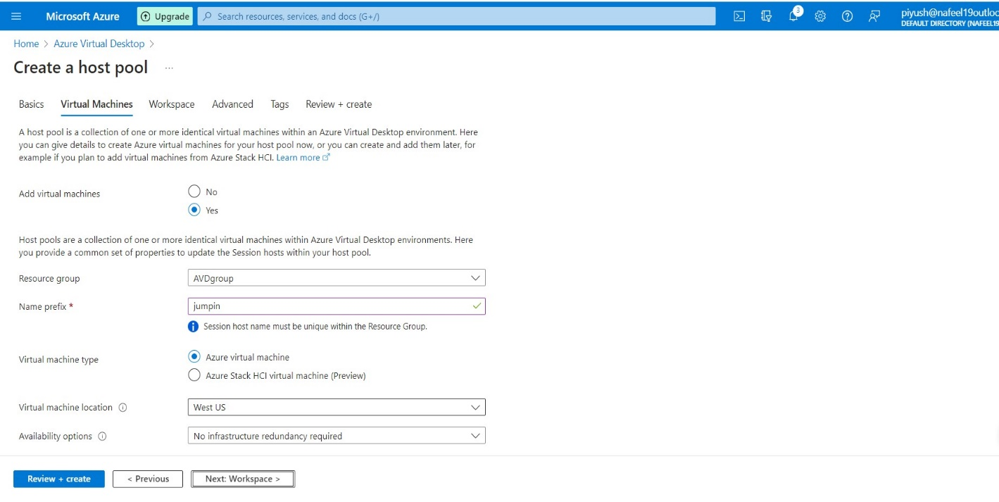 Microsoft Azure
Upgrade
Search resources, services, and docs (G+/)
3
piyush@nafeel19outloo
DEFAULT DIRECTORY (NAFEEL19
Home > Azure Virtual Desktop >
Create a host pool ...
Basics Virtual Machines Workspace Advanced Tags Review + create
A host pool is a collection of one or more identical virtual machines within an Azure Virtual Desktop environment. Here
you can give details to create Azure virtual machines for your host pool now, or you can create and add them later, for
example if you plan to add virtual machines from Azure Stack HCI. Learn more
Add virtual machines
No
Yes
Host pools are a collection of one or more identical virtual machines within Azure Virtual Desktop environments. Here
you provide a common set of properties to update the Session hosts within your host pool.
Resource group AVDgroup
Name prefix * jumpin
Session host name must be unique within the Resource Group.
Virtual machine type
Azure virtual machine
Azure Stack HCI virtual machine (Preview)
Virtual machine location West US
Availability options No infrastructure redundancy required
Review + create < Previous Next: Workspace >